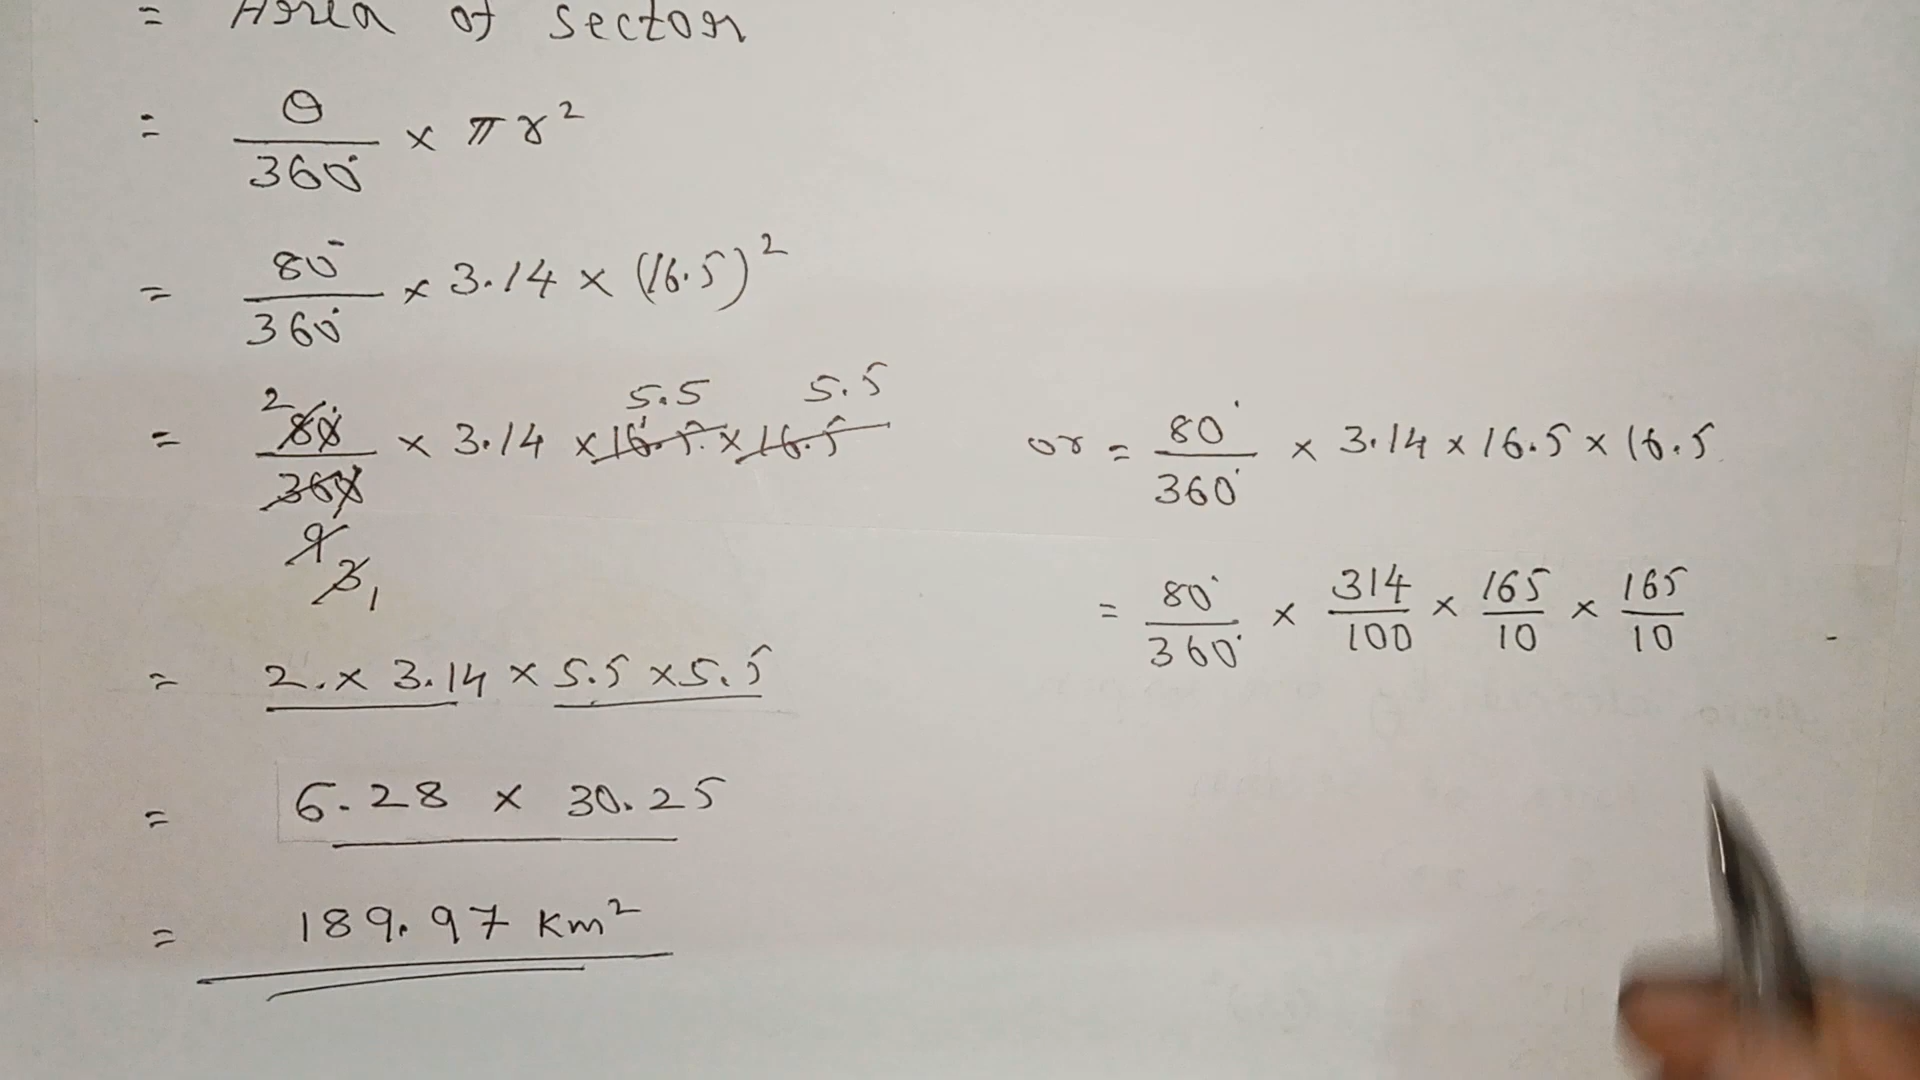 = Area of sector
= θ/360° × πr²
= 80°/360° × 3.14 × (16.5)²
= 80°/360° × 3.14 × 16.5 × 16.5 2 9 3 1 5.5 5.5
= 2 × 3.14 × 5.5 × 5.5
= 6.28 × 30.25
= 189.97 km²
or = 80°/360° × 3.14 × 16.5 × 16.5
= 80°/360° × 314/100 × 165/10 × 165/10